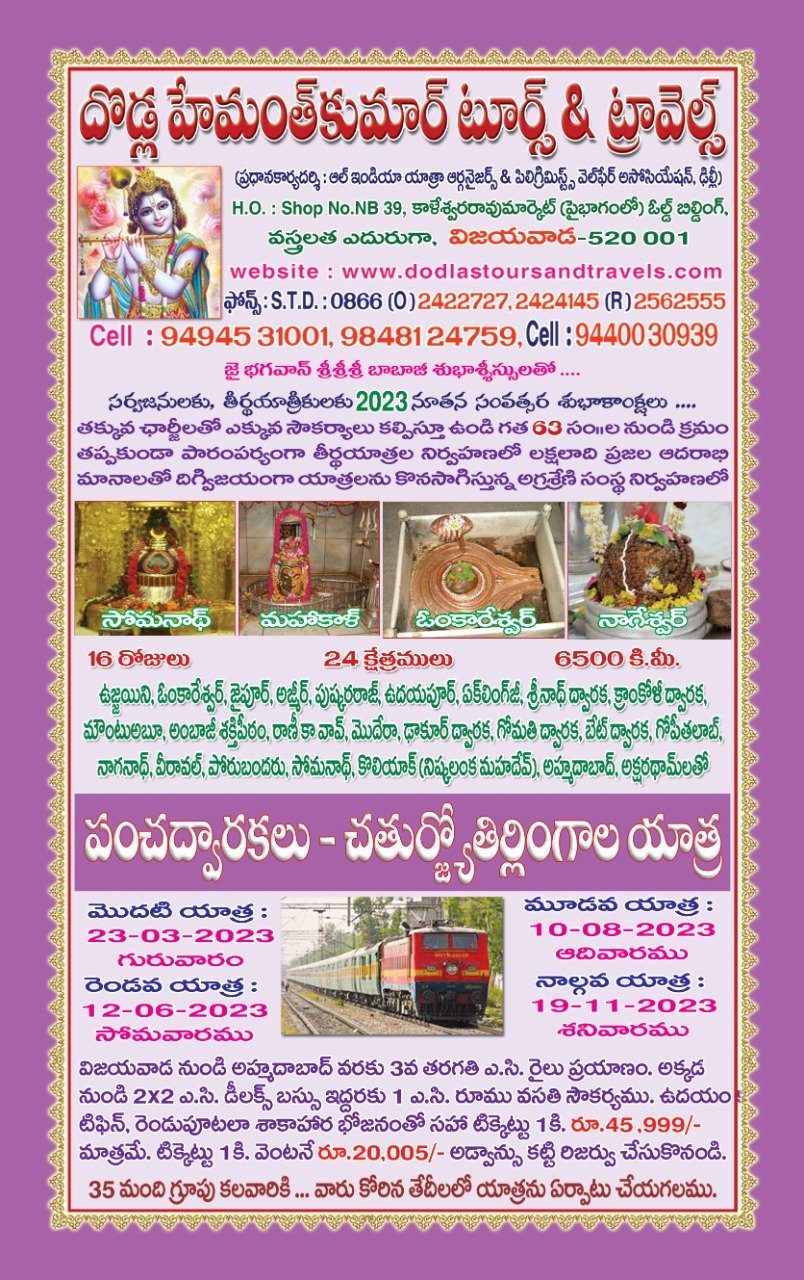 దొడ్ల హేమంత్‌కుమార్ టూర్స్ & ట్రావెల్స్
(ప్రధానకార్యదర్శి : ఆల్ ఇండియా యాత్రా ఆర్గనైజర్స్ & పిలిగ్రిమిస్ట్స్ వెల్‌ఫేర్ అసోసియేషన్, ఢిల్లీ)
H.O. : Shop No.NB 39, కాళేశ్వరరావుమార్కెట్ (పైభాగంలో) ఓల్డ్ బిల్డింగ్,
వస్త్రలత ఎదురుగా, విజయవాడ-520 001
website : www.dodlastoursandtravels.com
ఫోన్స్ : S.T.D. : 0866 (O) 2422727, 2424145 (R) 2562555
Cell : 94945 31001, 98481 24759, Cell : 94400 30939
జై భగవాన్ శ్రీశ్రీశ్రీ బాబాజీ శుభాశ్శీస్సులతో ....
సర్వజనులకు, తీర్థయాత్రికులకు 2023 నూతన సంవత్సర శుభాకాంక్షలు ....
తక్కువ ఛార్జీలతో ఎక్కువ సౌకర్యాలు కల్పిస్తూ ఉండి గత 63 సం॥ల నుండి క్రమం
తప్పకుండా పారంపర్యంగా తీర్థయాత్రల నిర్వహణలో లక్షలాది ప్రజల ఆదరాభి
మానాలతో దిగ్విజయంగా యాత్రలను కొనసాగిస్తున్న అగ్రశ్రేణి సంస్థ నిర్వహణలో
సోమనాథ్ మహాకాళ్ ఓంకారేశ్వర్ నాగేశ్వర్
16 రోజులు 24 క్షేత్రములు 6500 కి.మీ.
ఉజ్జయిని, ఓంకారేశ్వర్, జైపూర్, అజ్మీర్, పుష్కరరాజ్, ఉదయపూర్, ఏక్‌లింగ్‌జీ, శ్రీనాథ్ ద్వారక, క్రాంకోళీ ద్వారక,
మౌంటుఅబూ, అంబాజీ శక్తిపీఠం, రాణీ కా వావ్, మొదేరా, ఢాకూర్ ద్వారక, గోమతి ద్వారక, బేట్ ద్వారక, గోపీతలాబ్,
నాగనాథ్, వీరావల్, పోరుబందరు, సోమనాథ్, కొలియాక్ (నిష్కలంక మహదేవ్), అహ్మదాబాద్, అక్షరధామ్‌లతో
పంచద్వారకలు - చతుర్జ్యోతిర్లింగాల యాత్ర
మొదటి యాత్ర :
23-03-2023
గురువారం
రెండవ యాత్ర :
12-06-2023
సోమవారము
మూడవ యాత్ర :
10-08-2023
ఆదివారము
నాల్గవ యాత్ర :
19-11-2023
శనివారము
విజయవాడ నుండి అహ్మదాబాద్ వరకు 3వ తరగతి ఎ.సి. రైలు ప్రయాణం. అక్కడ
నుండి 2X2 ఎ.సి. డీలక్స్ బస్సు ఇద్దరకు 1 ఎ.సి. రూము వసతి సౌకర్యము. ఉదయం
టిఫిన్, రెండుపూటలా శాకాహార భోజనంతో సహా టిక్కెట్టు 1కి. రూ.45,999/-
మాత్రమే. టిక్కెట్టు 1కి. వెంటనే రూ.20,005/- అడ్వాన్సు కట్టి రిజర్వు చేసుకొనండి.
35 మంది గ్రూపు కలవారికి ... వారు కోరిన తేదీలలో యాత్రను ఏర్పాటు చేయగలము.